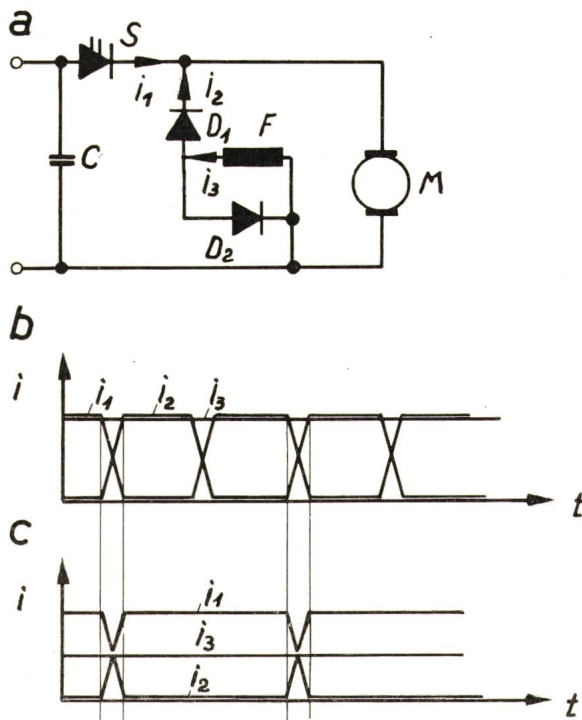 a
S
i₁ i₂
D₁ F
C
i₃
M
D₂
b
i
i₁ i₂ i₃
t
c
i
i₁
i₃
i₂
t